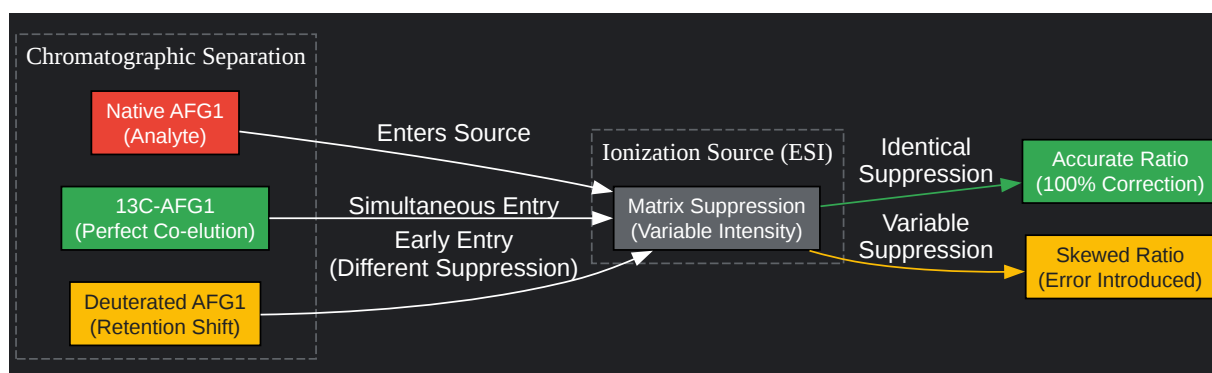 Chromatographic Separation
Native AFG1
(Analyte)
13C-AFG1
(Perfect Co-elution)
Deuterated AFG1
(Retention Shift)
Enters Source
Simultaneous Entry
Early Entry
(Different Suppression)
Ionization Source (ESI)
Matrix Suppression
(Variable Intensity)
Identical
Suppression
Variable
Suppression
Accurate Ratio
(100% Correction)
Skewed Ratio
(Error Introduced)